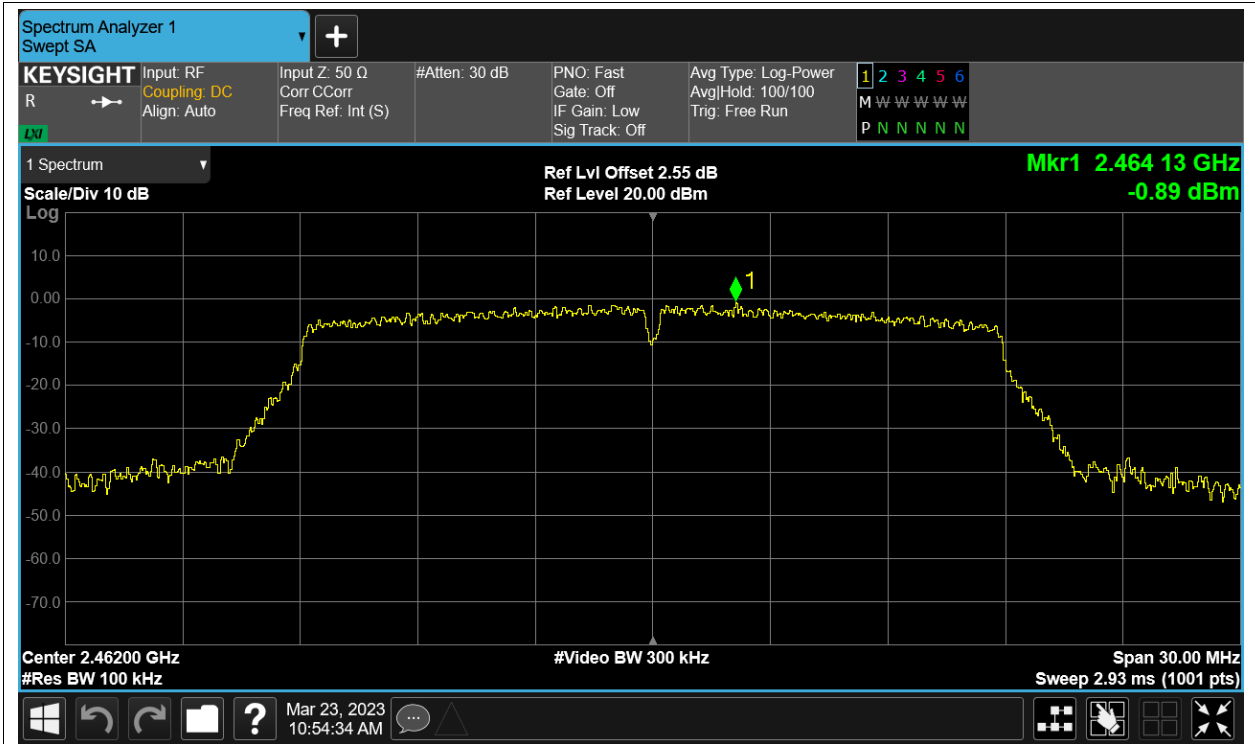 Spectrum Analyzer 1
Swept SA
KEYSIGHT
R
LXI
Input: RF
Coupling: DC
Align: Auto
Input Z: 50 Ω
Corr CCorr
Freq Ref: Int (S)
#Atten: 30 dB
PNO: Fast
Gate: Off
IF Gain: Low
Sig Track: Off
Avg Type: Log-Power
Avg|Hold: 100/100
Trig: Free Run
1 2 3 4 5 6
M W W W W W
P N N N N N
1 Spectrum
Scale/Div 10 dB
Log
Ref Lvl Offset 2.55 dB
Ref Level 20.00 dBm
Mkr1 2.464 13 GHz
-0.89 dBm
1
10.0
0.00
-10.0
-20.0
-30.0
-40.0
-50.0
-60.0
-70.0
Center 2.46200 GHz
#Res BW 100 kHz
#Video BW 300 kHz
Span 30.00 MHz
Sweep 2.93 ms (1001 pts)
?
Mar 23, 2023
10:54:34 AM